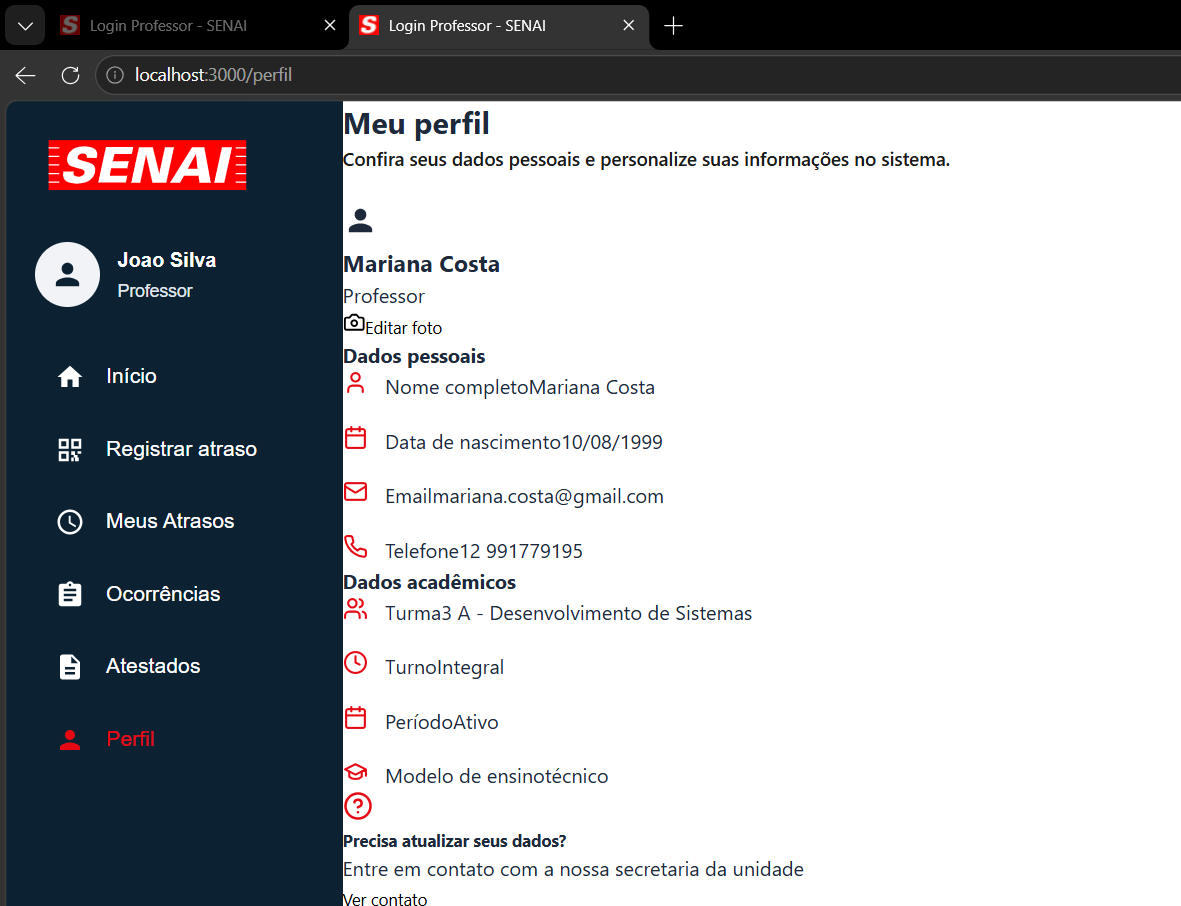 Login Professor - SENAI
Login Professor - SENAI
localhost:3000/perfil
SENAI
Joao Silva
Professor
Início
Registrar atraso
Meus Atrasos
Ocorrências
Atestados
Perfil
Meu perfil
Confira seus dados pessoais e personalize suas informações no sistema.
Mariana Costa
Professor
Editar foto
Dados pessoais
Nome completoMariana Costa
Data de nascimento10/08/1999
Emailmariana.costa@gmail.com
Telefone12 991779195
Dados acadêmicos
Turma3 A - Desenvolvimento de Sistemas
TurnoIntegral
PeríodoAtivo
Modelo de ensinotécnico
Precisa atualizar seus dados?
Entre em contato com a nossa secretaria da unidade
Ver contato